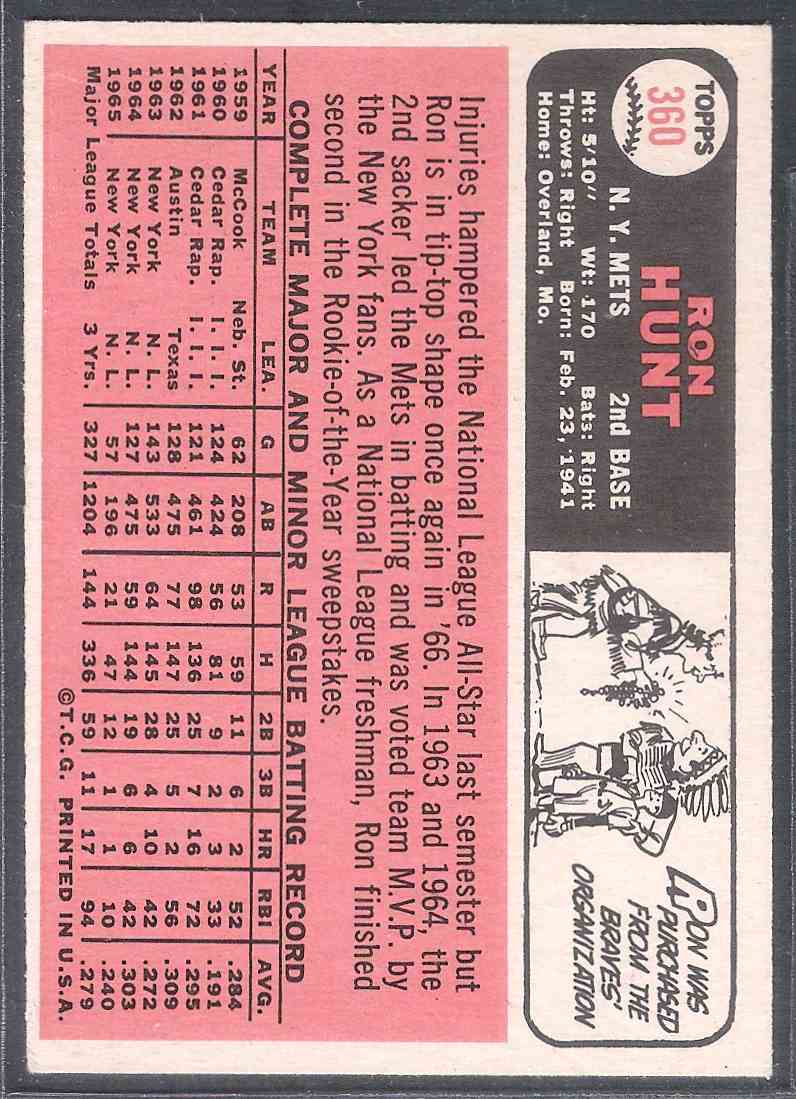 TOPPS
360
RON
HUNT
N. Y. METS 2nd BASE
Ht: 5'10" Wt: 170 Bats: Right
Throws: Right Born: Feb. 23, 1941
Home: Overland, Mo.
RON WAS
PURCHASED
FROM THE
BRAVES'
ORGANIZATION
Injuries hampered the National League All-Star last semester but
Ron is in tip-top shape once again in '66. In 1963 and 1964, the
2nd sacker led the Mets in batting and was voted team M.V.P. by
the New York fans. As a National League freshman, Ron finished
second in the Rookie-of-the-Year sweepstakes.
COMPLETE MAJOR AND MINOR LEAGUE BATTING RECORD
YEAR TEAM LEA. G AB R H 2B 3B HR RBI AVG.
1959 McCook Neb. St. 62 208 53 59 11 6 2 52 .284
1960 Cedar Rap. I. I. I. 124 424 56 81 9 2 3 33 .191
1961 Cedar Rap. I. I. I. 121 461 98 136 25 7 16 72 .295
1962 Austin Texas 128 475 77 147 25 5 2 56 .309
1963 New York N. L. 143 533 64 145 28 4 10 42 .272
1964 New York N. L. 127 475 59 144 19 6 6 42 .303
1965 New York N. L. 57 196 21 47 12 1 1 10 .240
Major League Totals 3 Yrs. 327 1204 144 336 59 11 17 94 .279
©T.C.G. PRINTED IN U.S.A.